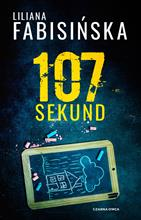 LILIANA
FABISIŃSKA
107
SEKUND
CZARNA OWCA